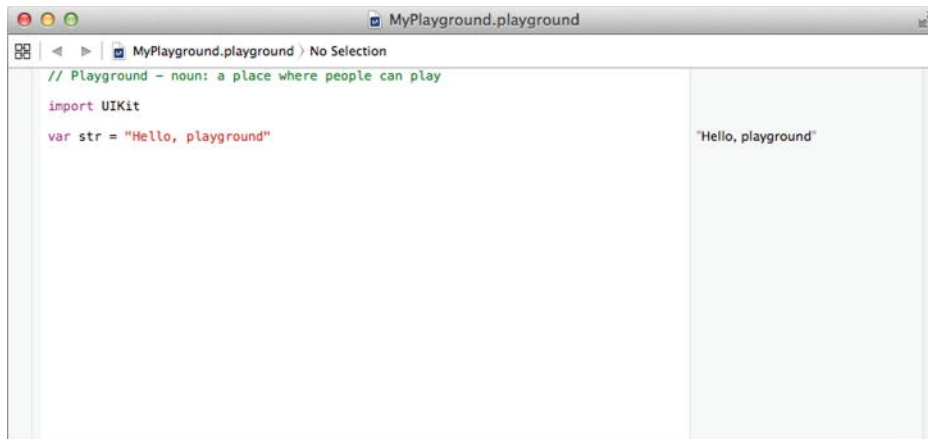 MyPlayground.playground
MyPlayground.playground 〉 No Selection
// Playground – noun: a place where people can play
import UIKit
var str = "Hello, playground"
"Hello, playground"